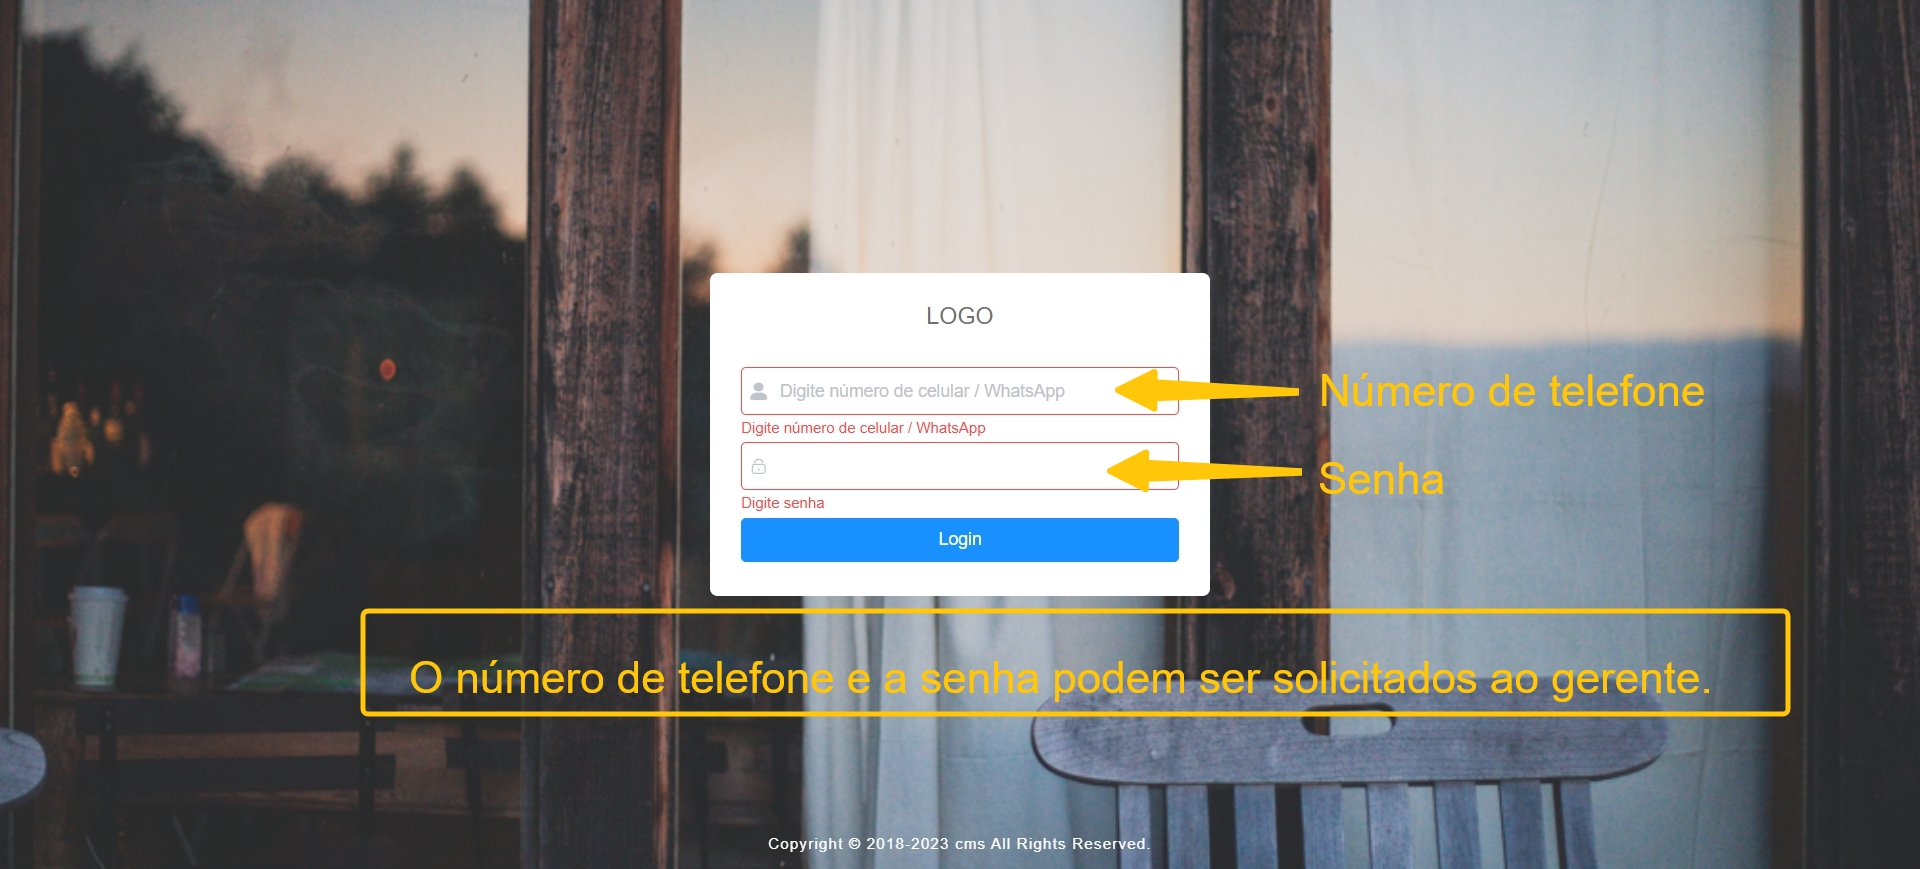 LOGO
Digite número de celular / WhatsApp
Número de telefone
Digite número de celular / WhatsApp
Senha
Digite senha
Login
O número de telefone e a senha podem ser solicitados ao gerente.
Copyright © 2018-2023 cms All Rights Reserved.